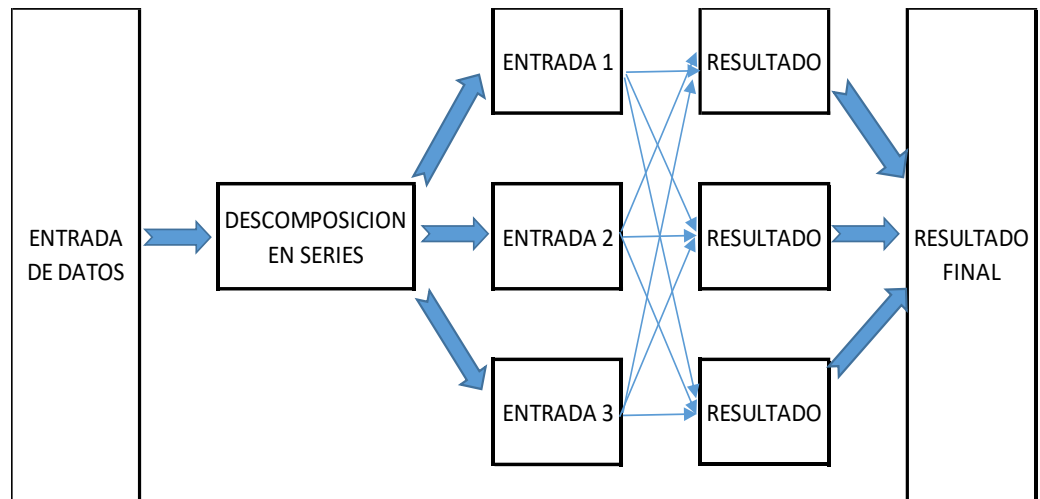 ENTRADA
DE DATOS
DESCOMPOSICION
EN SERIES
ENTRADA 1
ENTRADA 2
ENTRADA 3
RESULTADO
RESULTADO
RESULTADO
RESULTADO
FINAL